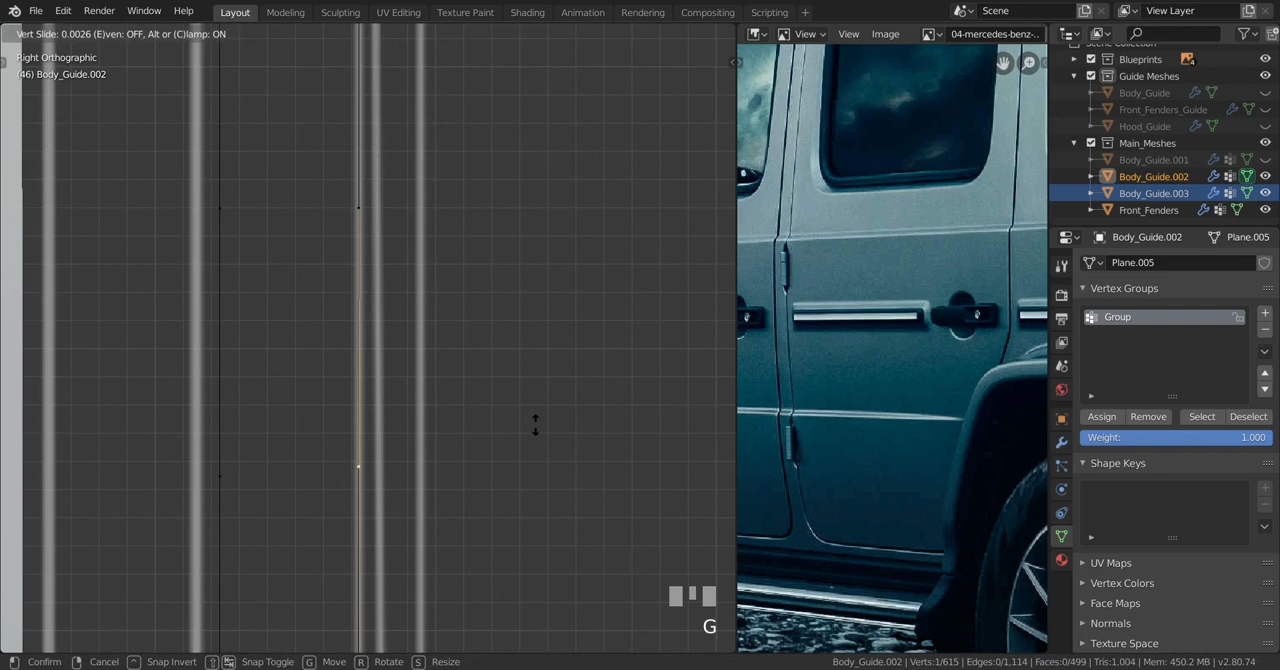 File Edit Render Window Help Layout Modeling Sculpting UV Editing Texture Paint Shading Animation Rendering Compositing Scripting + Scene View Layer
Vert Slide: 0.0026 (E)ven: OFF, Alt or (C)lamp: ON
View View Image 04-mercedes-benz-..
Right Orthographic
(46) Body_Guide.002
Blueprints 4
Guide Meshes
Body_Guide
Front_Fenders_Guide
Hood_Guide
Main_Meshes
Body_Guide.001
Body_Guide.002
Body_Guide.003
Front_Fenders
Body_Guide.002 Plane.005
Plane.005
Vertex Groups
Group
Assign Remove Select Deselect
Weight: 1.000
Shape Keys
UV Maps
Vertex Colors
Face Maps
Normals
Texture Space
G
Confirm Cancel ^ Snap Invert Snap Toggle G Move R Rotate S Resize
Body_Guide.002 | Verts:1/615 | Edges:0/1,114 | Faces:0/499 | Tris:1,004 | Mem: 450.2 MB | v2.80.74